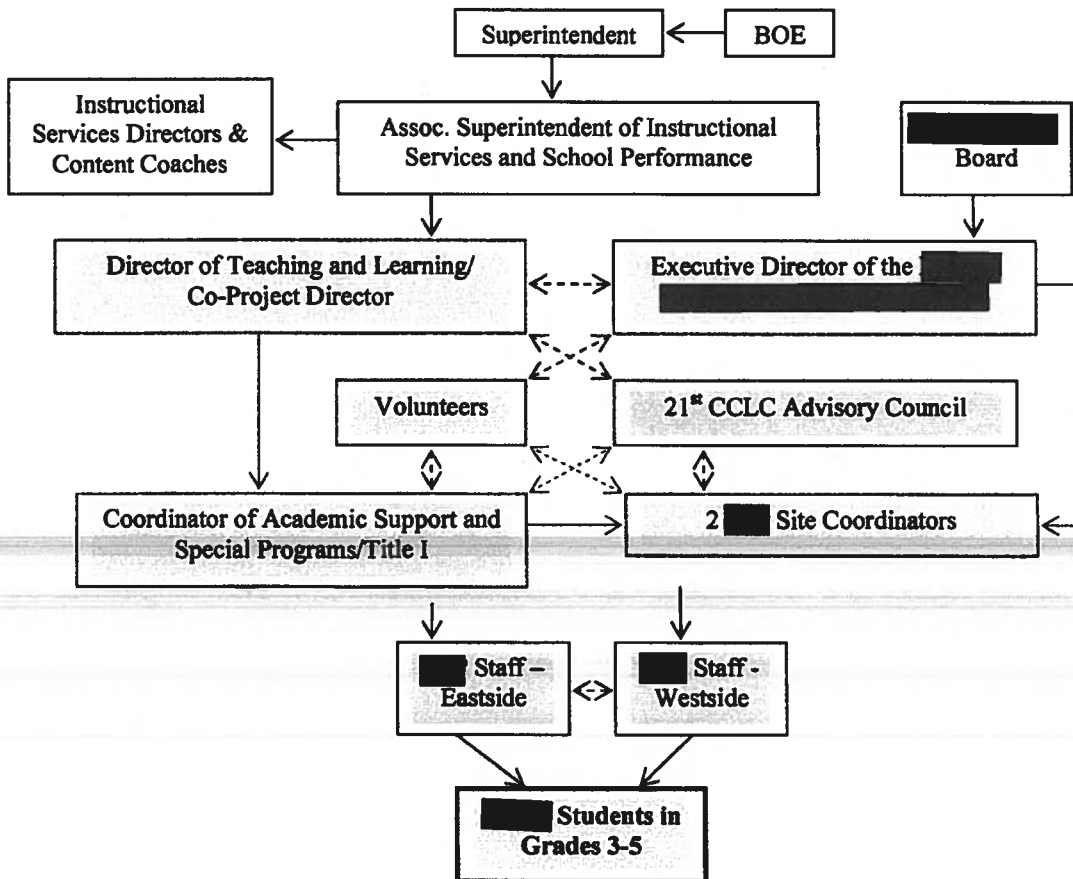 Superintendent
BOE
Instructional
Services Directors &
Content Coaches
Assoc. Superintendent of Instructional
Services and School Performance
Board
Director of Teaching and Learning/
Co-Project Director
Executive Director of the
Volunteers
21st CCLC Advisory Council
Coordinator of Academic Support and
Special Programs/Title I
2 Site Coordinators
Staff –
Eastside
Staff -
Westside
Students in
Grades 3-5